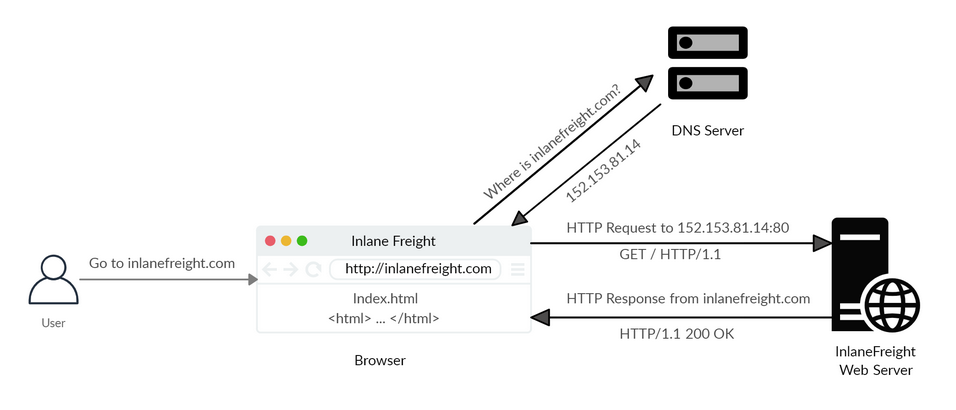 DNS Server
Where is inlanefreight.com?
152.153.81.14
Inlane Freight
http://inlanefreight.com
Index.html
<html> ... </html>
Browser
Go to inlanefreight.com
User
HTTP Request to 152.153.81.14:80
GET / HTTP/1.1
HTTP Response from inlanefreight.com
HTTP/1.1 200 OK
InlaneFreight
Web Server